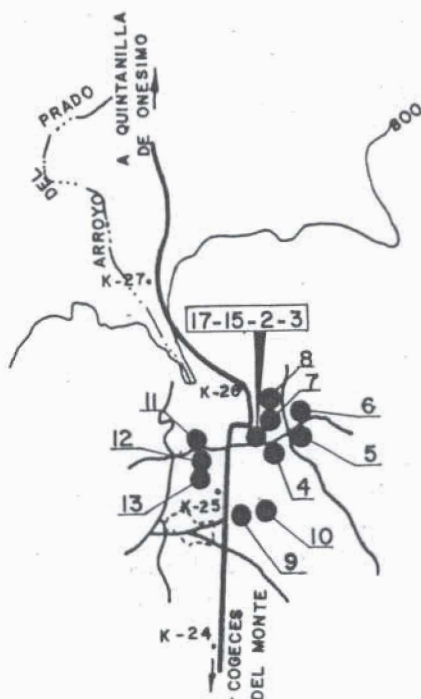 A QUINTANILLA
DE ONESIMO
PRADO
DEL
ARROYO
800
K-27.
17-15-2-3
K-26
8
7
6
11
12
5
4
13
K-25
10
9
K-24
COGECES
DEL MONTE